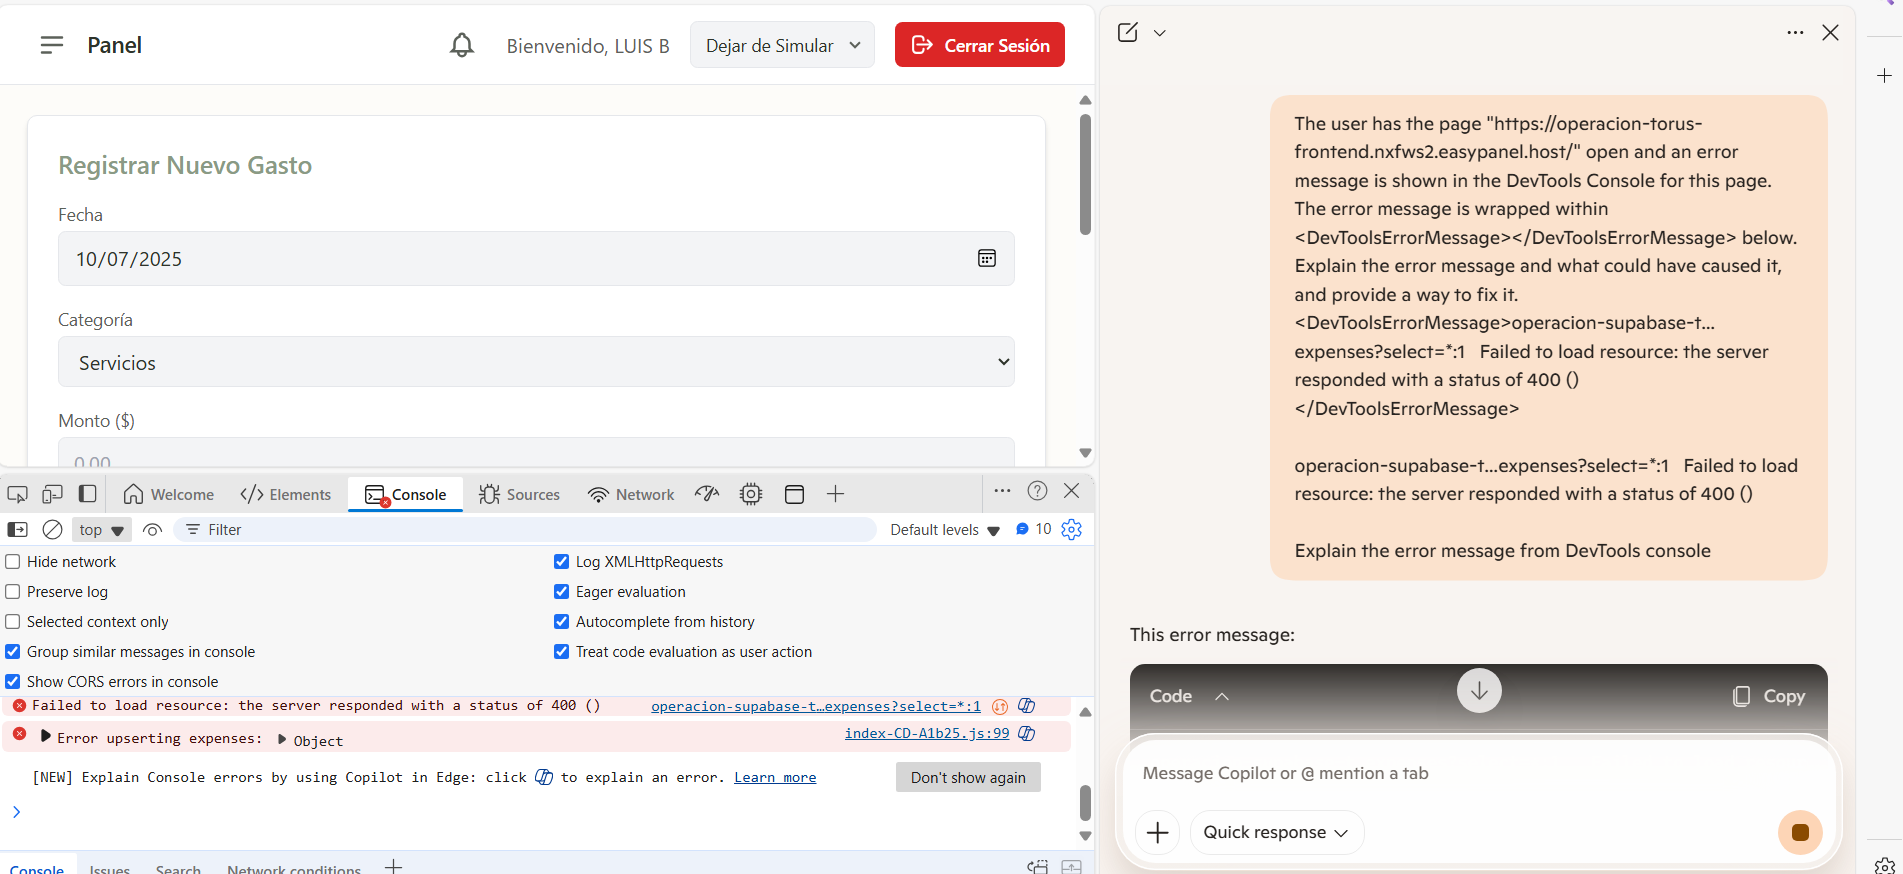 Panel
Bienvenido, LUIS B
Dejar de Simular
Cerrar Sesión
Registrar Nuevo Gasto
Fecha
10/07/2025
Categoría
Servicios
Monto ($)
0.00
Welcome
Elements
Console
Sources
Network
top
Filter
Default levels
10
Hide network
Log XMLHttpRequests
Preserve log
Eager evaluation
Selected context only
Autocomplete from history
Group similar messages in console
Treat code evaluation as user action
Show CORS errors in console
Failed to load resource: the server responded with a status of 400 ()
operacion-supabase-t…expenses?select=*:1
Error upserting expenses:
Object
index-CD-A1b25.js:99
[NEW] Explain Console errors by using Copilot in Edge: click to explain an error. Learn more
Don't show again
Console
Issues
Search
Network conditions
The user has the page "https://operacion-torus-
frontend.nxfws2.easypanel.host/" open and an error
message is shown in the DevTools Console for this page.
The error message is wrapped within
<DevToolsErrorMessage></DevToolsErrorMessage> below.
Explain the error message and what could have caused it,
and provide a way to fix it.
<DevToolsErrorMessage>operacion-supabase-t…
expenses?select=*:1 Failed to load resource: the server
responded with a status of 400 ()
</DevToolsErrorMessage>
operacion-supabase-t…expenses?select=*:1 Failed to load
resource: the server responded with a status of 400 ()
Explain the error message from DevTools console
This error message:
Code
Copy
Message Copilot or @ mention a tab
Quick response